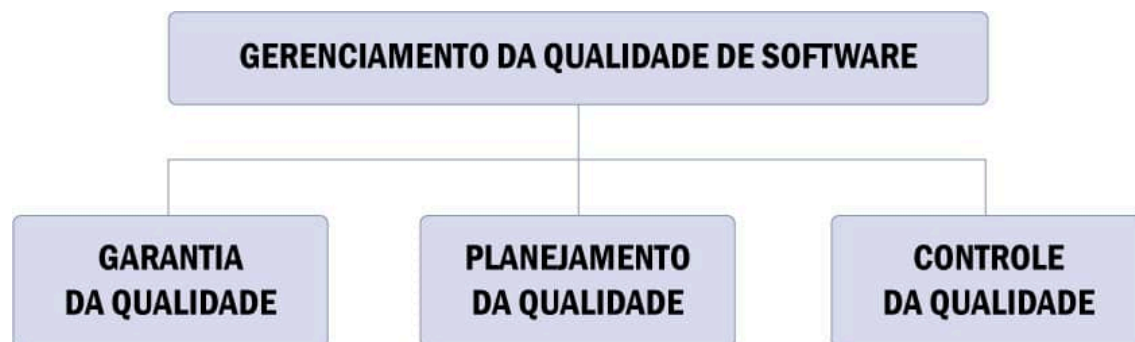 GERENCIAMENTO DA QUALIDADE DE SOFTWARE
GARANTIA
DA QUALIDADE
PLANEJAMENTO
DA QUALIDADE
CONTROLE
DA QUALIDADE